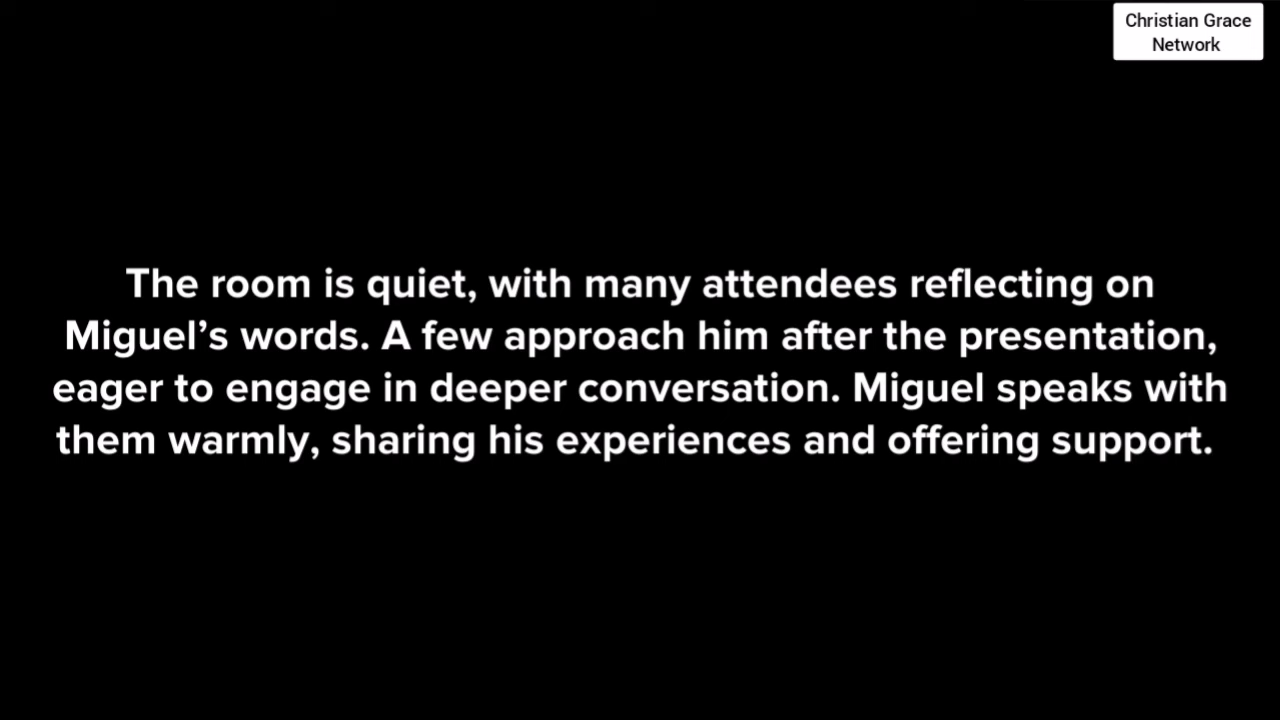 Christian Grace
Network
The room is quiet, with many attendees reflecting on
Miguel’s words. A few approach him after the presentation,
eager to engage in deeper conversation. Miguel speaks with
them warmly, sharing his experiences and offering support.